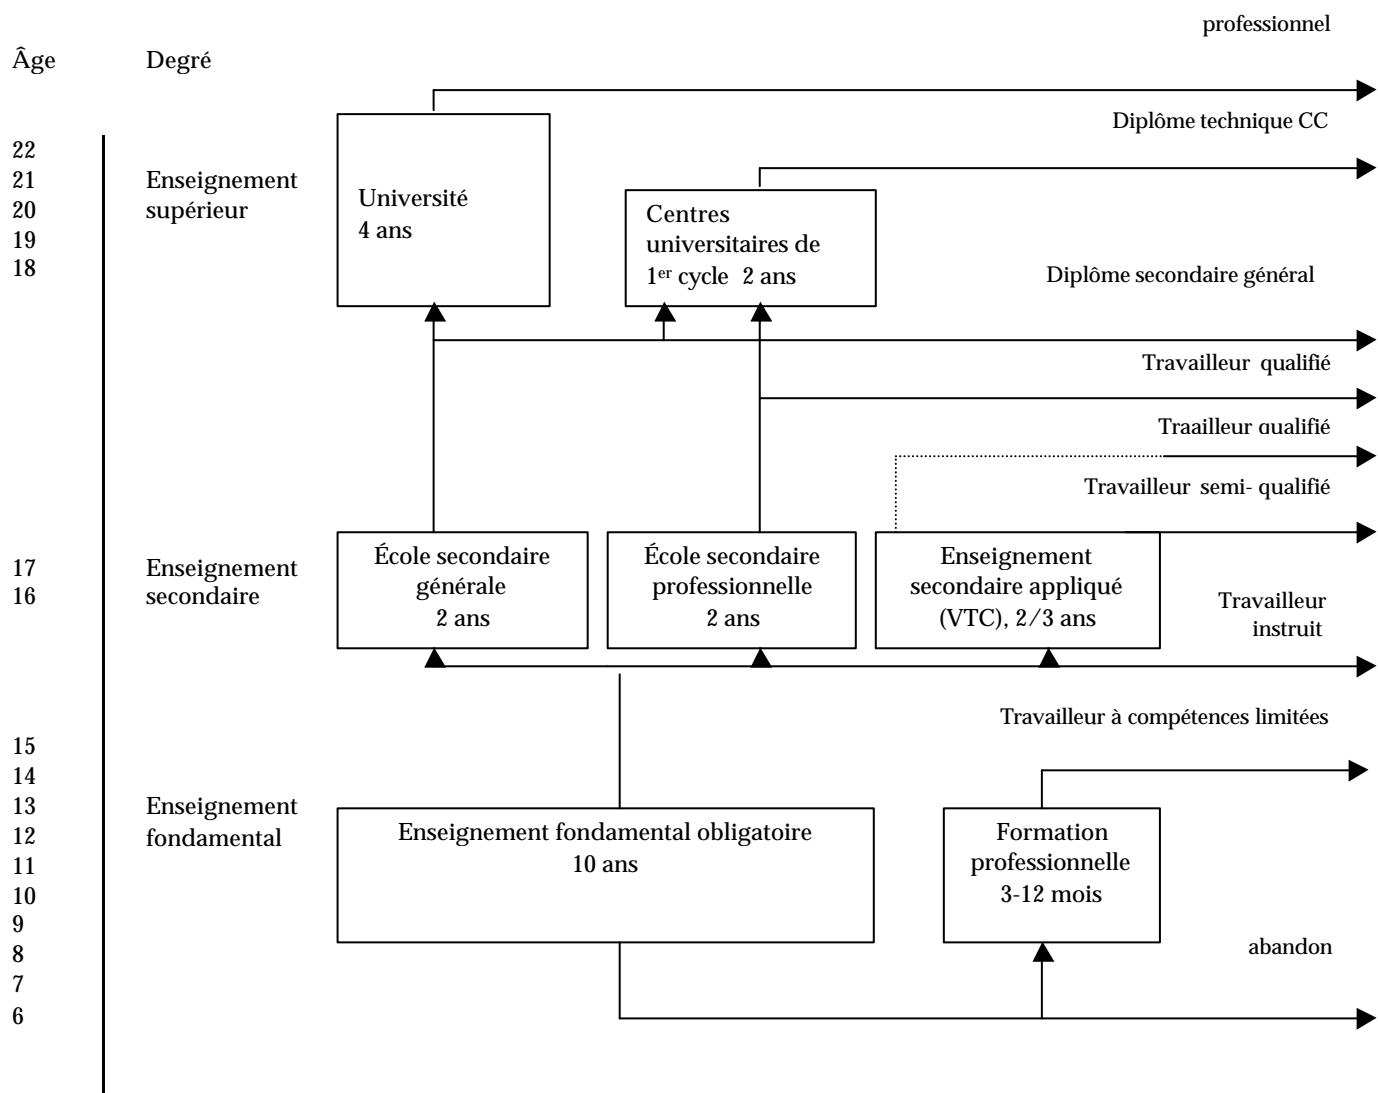 professionnel
Âge
Degré
Diplôme technique CC
22
21
20
19
18
Enseignement
supérieur
Université
4 ans
Centres
universitaires de
1er cycle 2 ans
Diplôme secondaire général
Travailleur qualifié
Traailleur qualifié
Travailleur semi- qualifié
17
16
Enseignement
secondaire
École secondaire
générale
2 ans
École secondaire
professionnelle
2 ans
Enseignement
secondaire appliqué
(VTC), 2/3 ans
Travailleur
instruit
Travailleur à compétences limitées
15
14
13
12
11
10
9
8
7
6
Enseignement
fondamental
Enseignement fondamental obligatoire
10 ans
Formation
professionnelle
3-12 mois
abandon